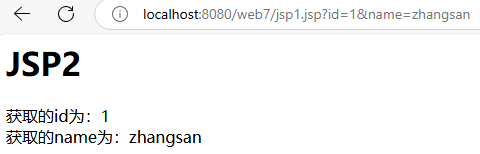 localhost:8080/web7/jsp1.jsp?id=1&name=zhangsan
JSP2
获取的id为：1
获取的name为：zhangsan